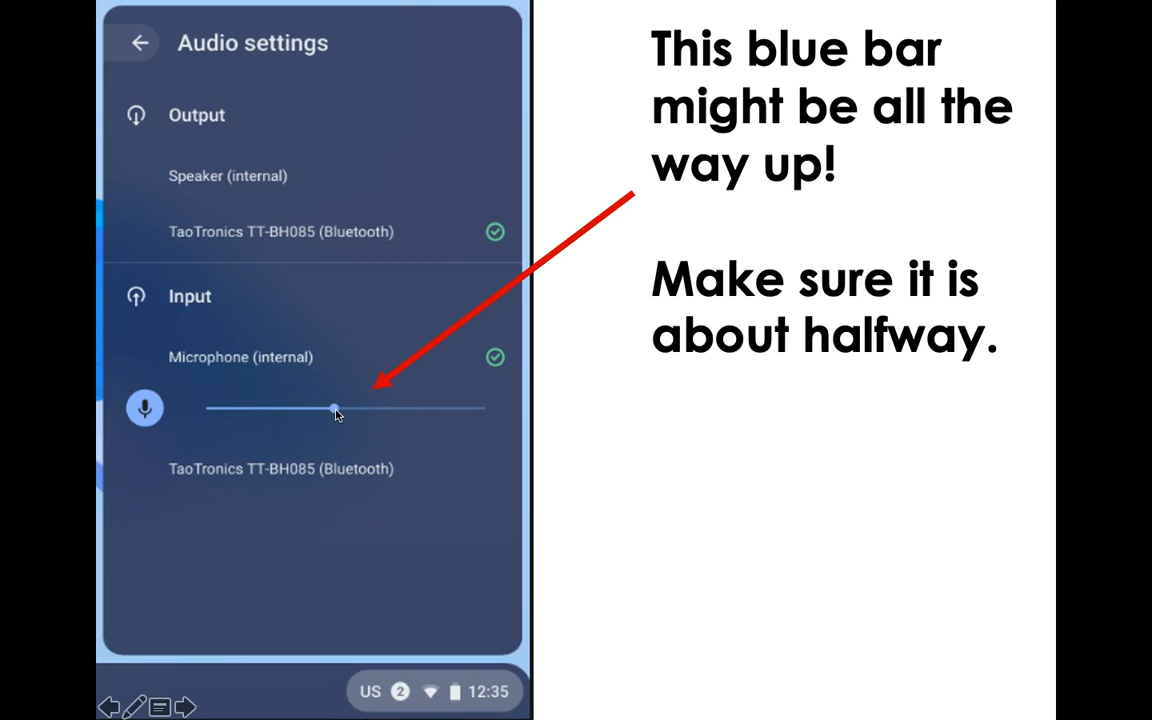 Audio settings
Output
Speaker (internal)
TaoTronics TT-BH085 (Bluetooth)
Input
Microphone (internal)
TaoTronics TT-BH085 (Bluetooth)
US 2 12:35
This blue bar
might be all the
way up!
Make sure it is
about halfway.